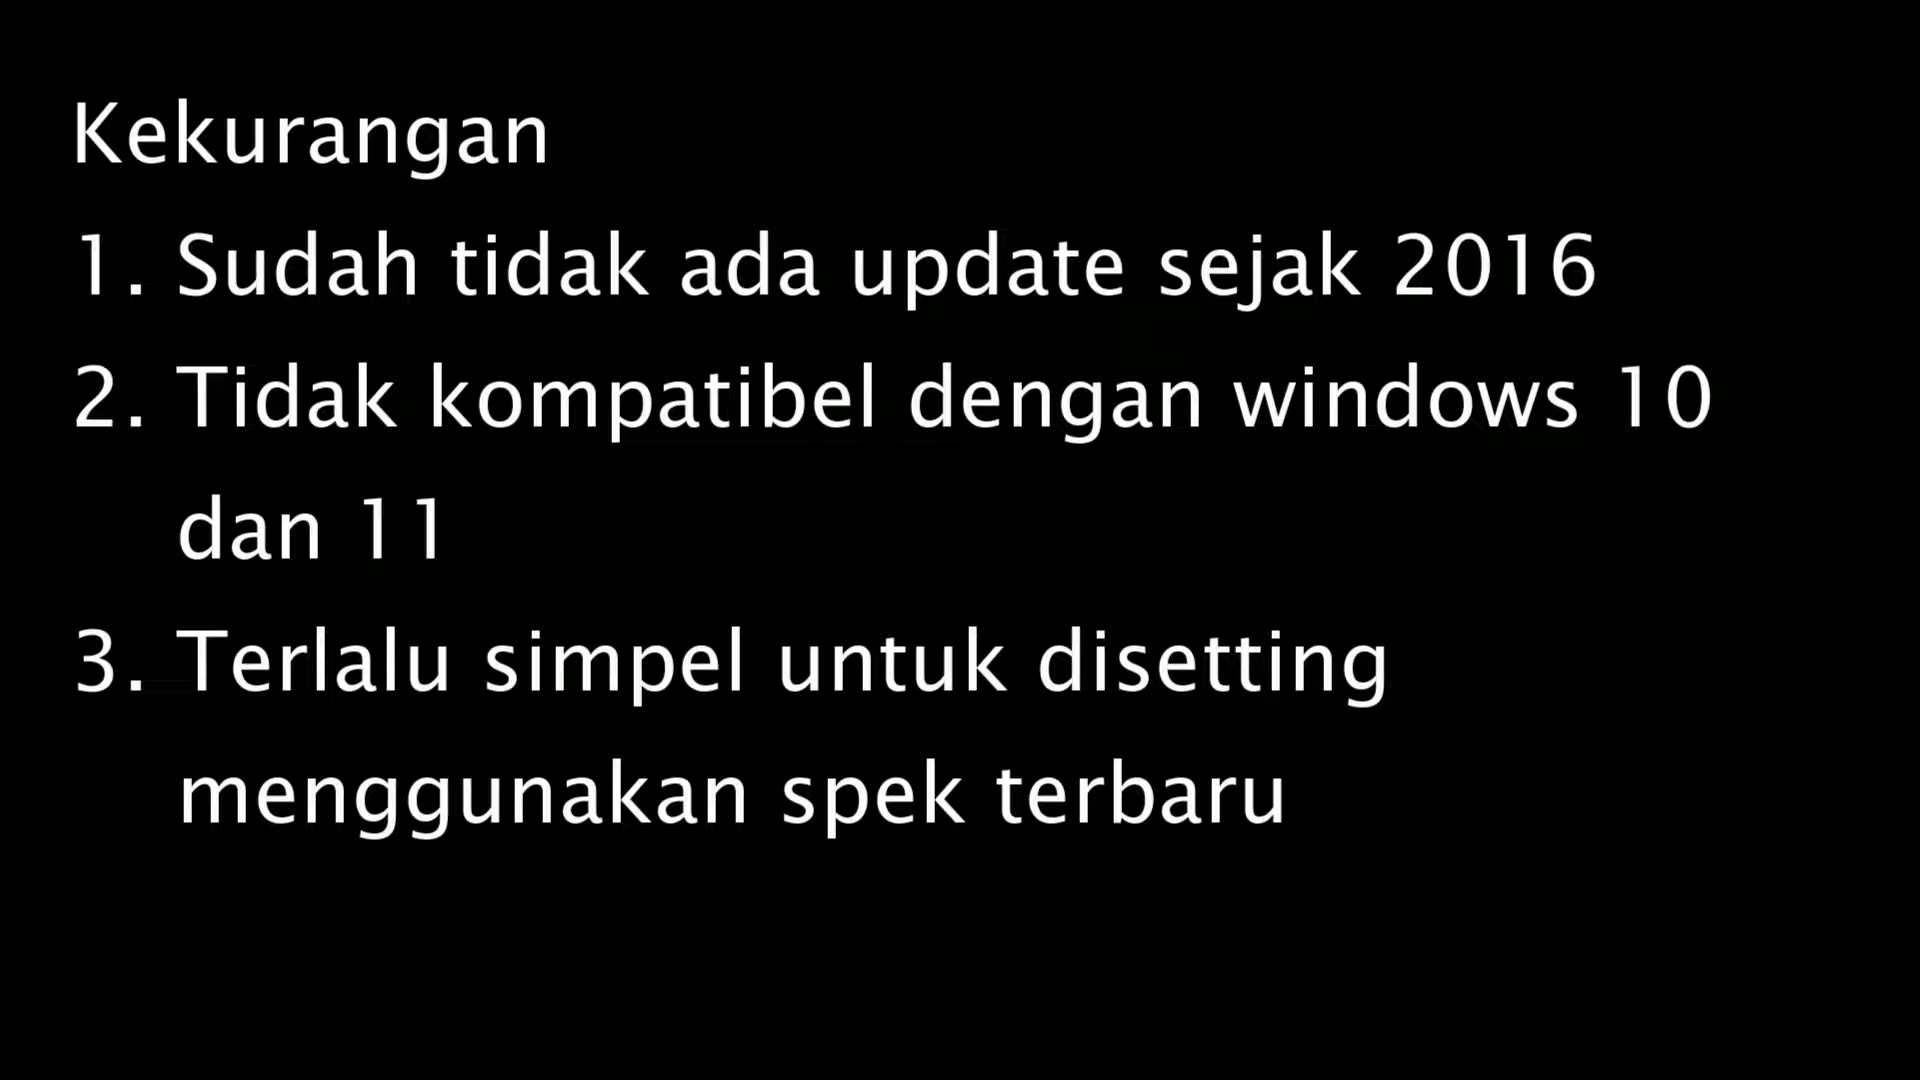 Kekurangan
1. Sudah tidak ada update sejak 2016
2. Tidak kompatibel dengan windows 10
dan 11
3. Terlalu simpel untuk disetting
menggunakan spek terbaru